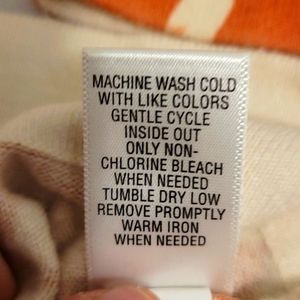 MACHINE WASH COLD
WITH LIKE COLORS
GENTLE CYCLE
INSIDE OUT
ONLY NON-
CHLORINE BLEACH
WHEN NEEDED
TUMBLE DRY LOW
REMOVE PROMPTLY
WARM IRON
WHEN NEEDED